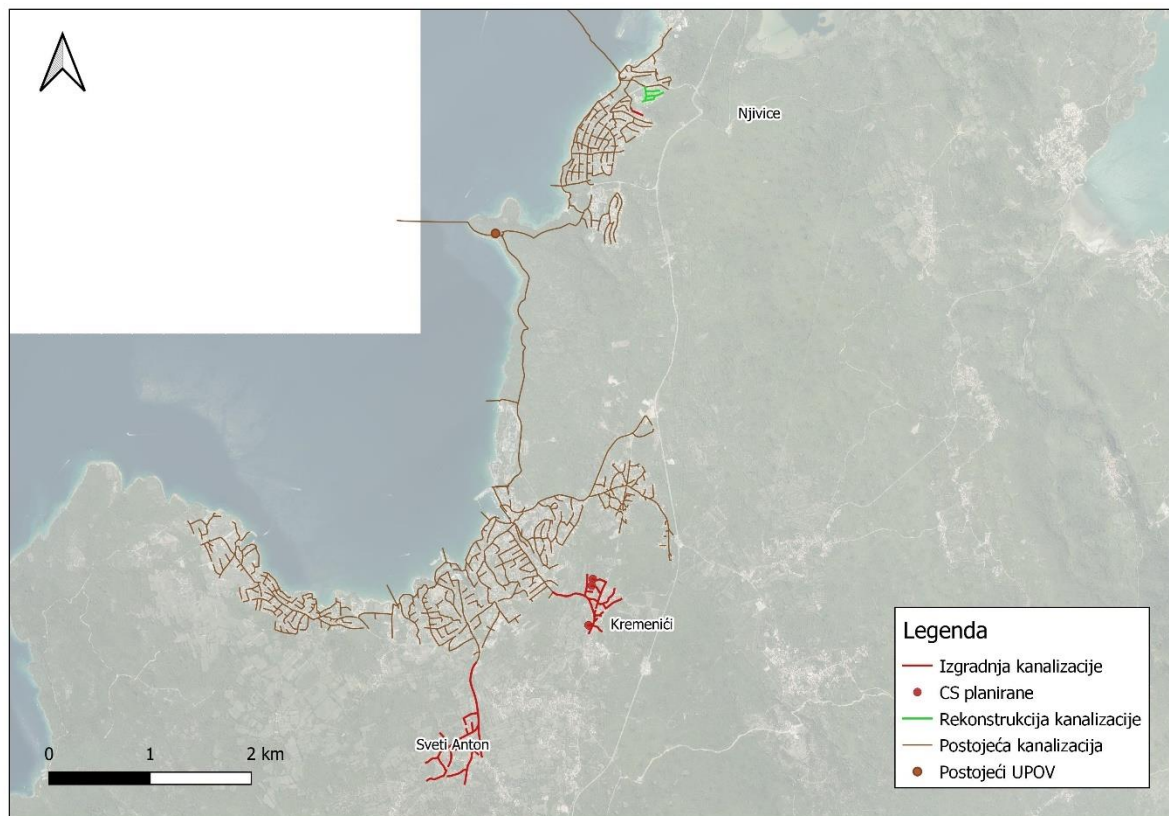 Njivice
Kremenići
Sveti Anton
0 1 2 km
Legenda
Izgradnja kanalizacije
CS planirane
Rekonstrukcija kanalizacije
Postojeća kanalizacija
Postojeći UPOV